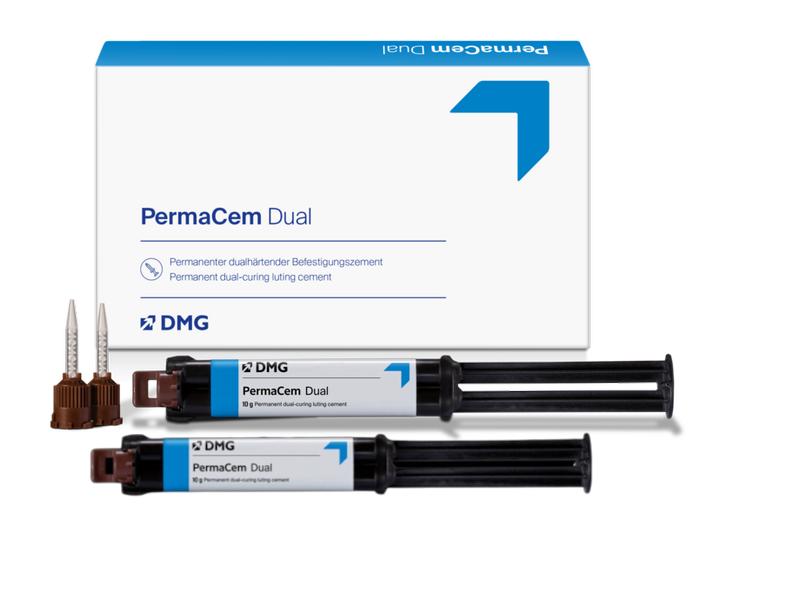 PermaCem Dual
PermaCem Dual
Permanenter dualhärtender Befestigungszement
Permanent dual-curing luting cement
DMG
DMG
PermaCem Dual
10 g Permanent dual-curing luting cement
DMG
PermaCem Dual
10 g Permanent dual-curing luting cement